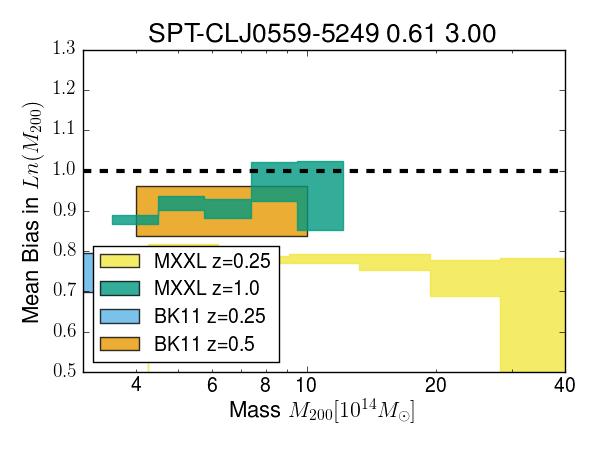 SPT-CLJ0559-5249 0.61 3.00
1.3
1.2
1.1
1.0
0.9
0.8
0.7
0.6
0.5
Mean Bias in Ln(M200)
MXXL z=0.25
MXXL z=1.0
BK11 z=0.25
BK11 z=0.5
4 6 8 10 20 40
Mass M200[10^14 M⊙]